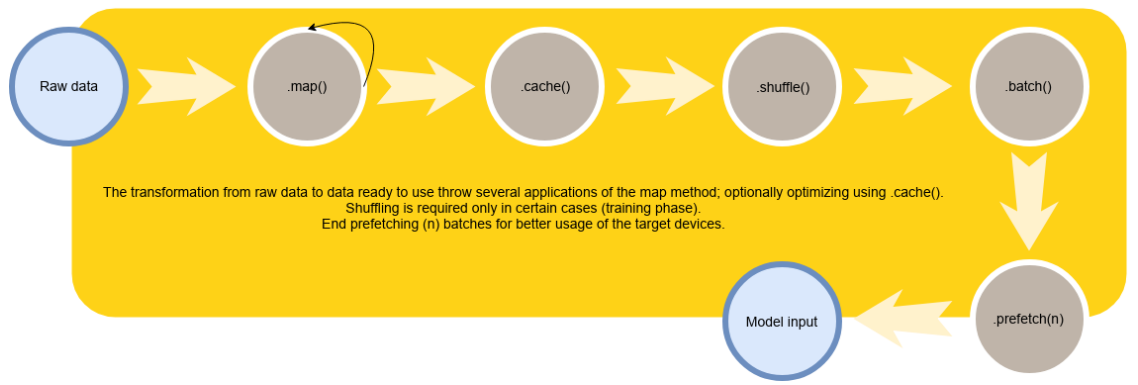 Raw data
.map()
.cache()
.shuffle()
.batch()
The transformation from raw data to data ready to use throw several applications of the map method; optionally optimizing using .cache().
Shuffling is required only in certain cases (training phase).
End prefetching (n) batches for better usage of the target devices.
Model input
.prefetch(n)